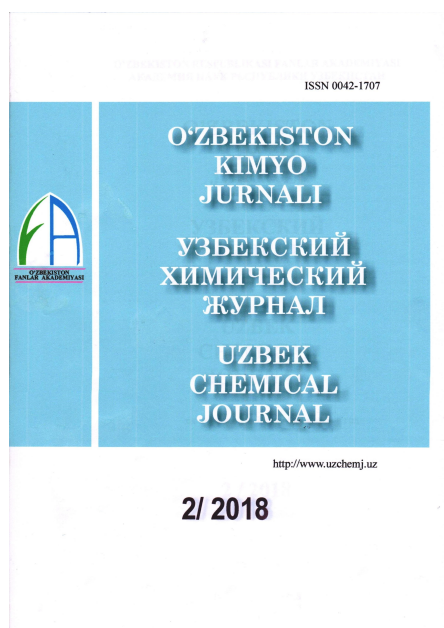 ISSN 0042-1707
O‘ZBEKISTON
KIMYO
JURNALI
УЗБЕКСКИЙ
ХИМИЧЕСКИЙ
ЖУРНАЛ
UZBEK
CHEMICAL
JOURNAL
O‘ZBEKISTON
FANLAR AKADEMIYASI
http://www.uzchemj.uz
2/ 2018